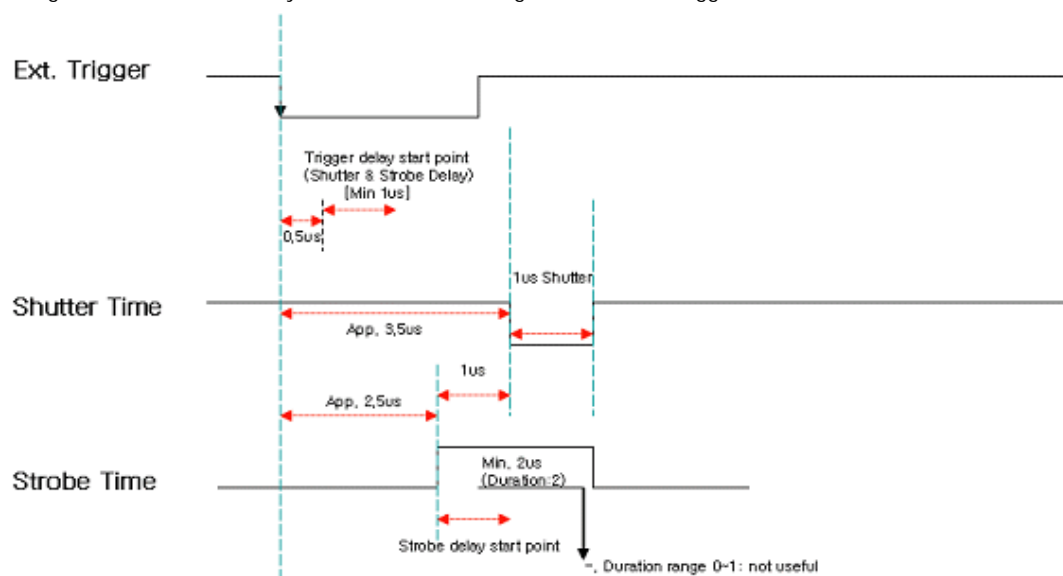 Ext. Trigger
Trigger delay start point
(Shutter & Strobe Delay)
[Min 1us]
0,5us
1us Shutter
Shutter Time
App, 3,5us
1us
App, 2,5us
Min, 2us
(Duration:2)
Strobe Time
Strobe delay start point
-, Duration range 0~1: not useful